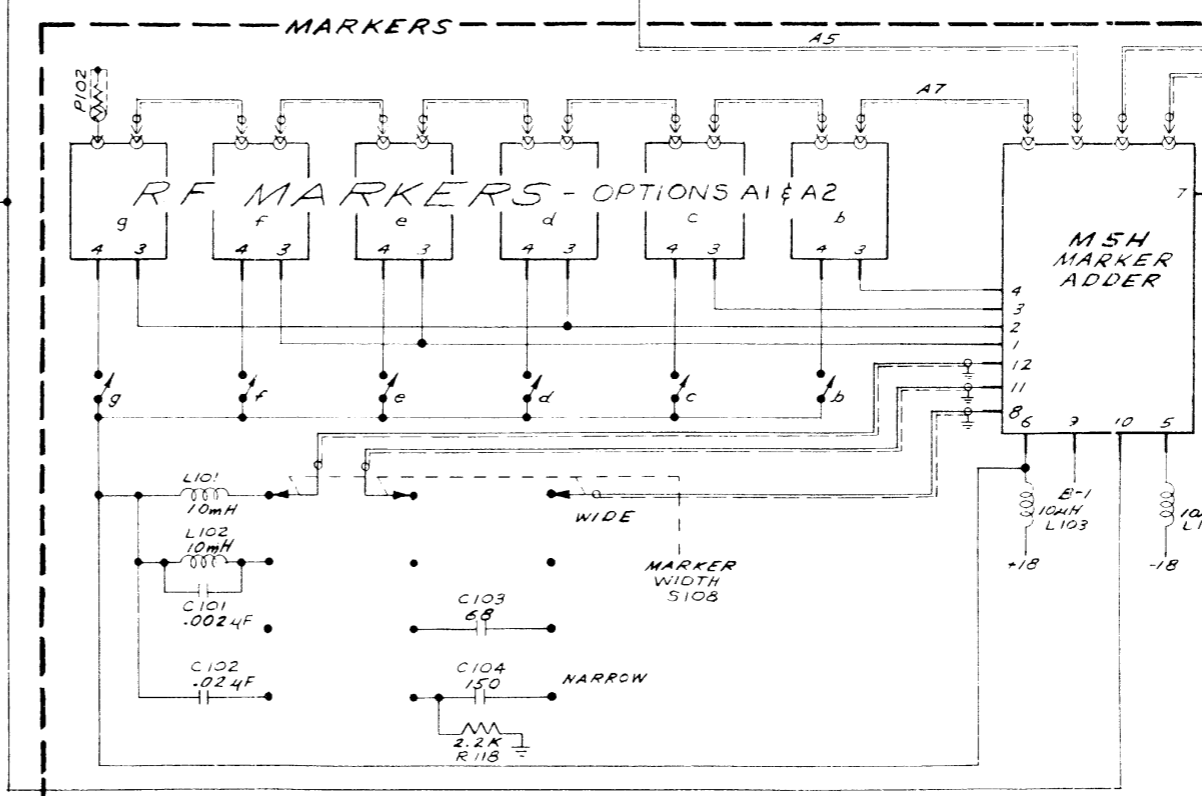 MARKERS
A5
P102
A7
RF MARKERS - OPTIONS A1 & A2
g f e d c b
7
M5H
MARKER
ADDER
4 3 4 3 4 3 4 3 4 3 4 3
4
3
2
1
12
11
8
6 9 10 5
g f e d c b
L101
10mH
WIDE
L102
10mH
C101
.002µF
MARKER
WIDTH
S108
10µH
L103
B-1
+18
-18
C103
68
C102
.02µF
C104
150
NARROW
2.2K
R118